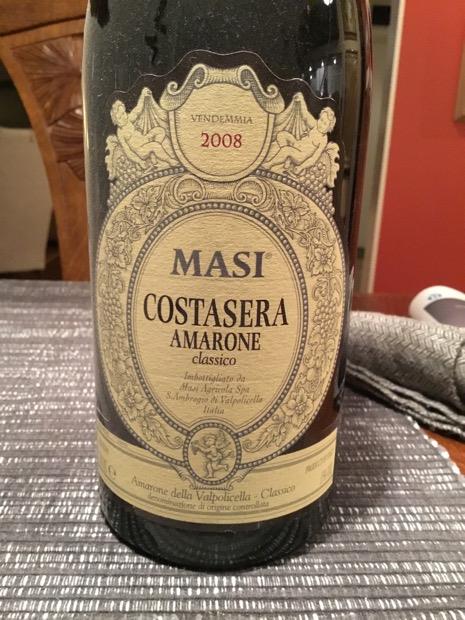 VENDEMMIA
2008
MASI®
COSTASERA
AMARONE
classico
Imbottigliato da
Masi Agricola Spa
S.Ambrogio di Valpolicella
Italia
e
Amarone della Valpolicella - Classico
denominazione di origine controllata